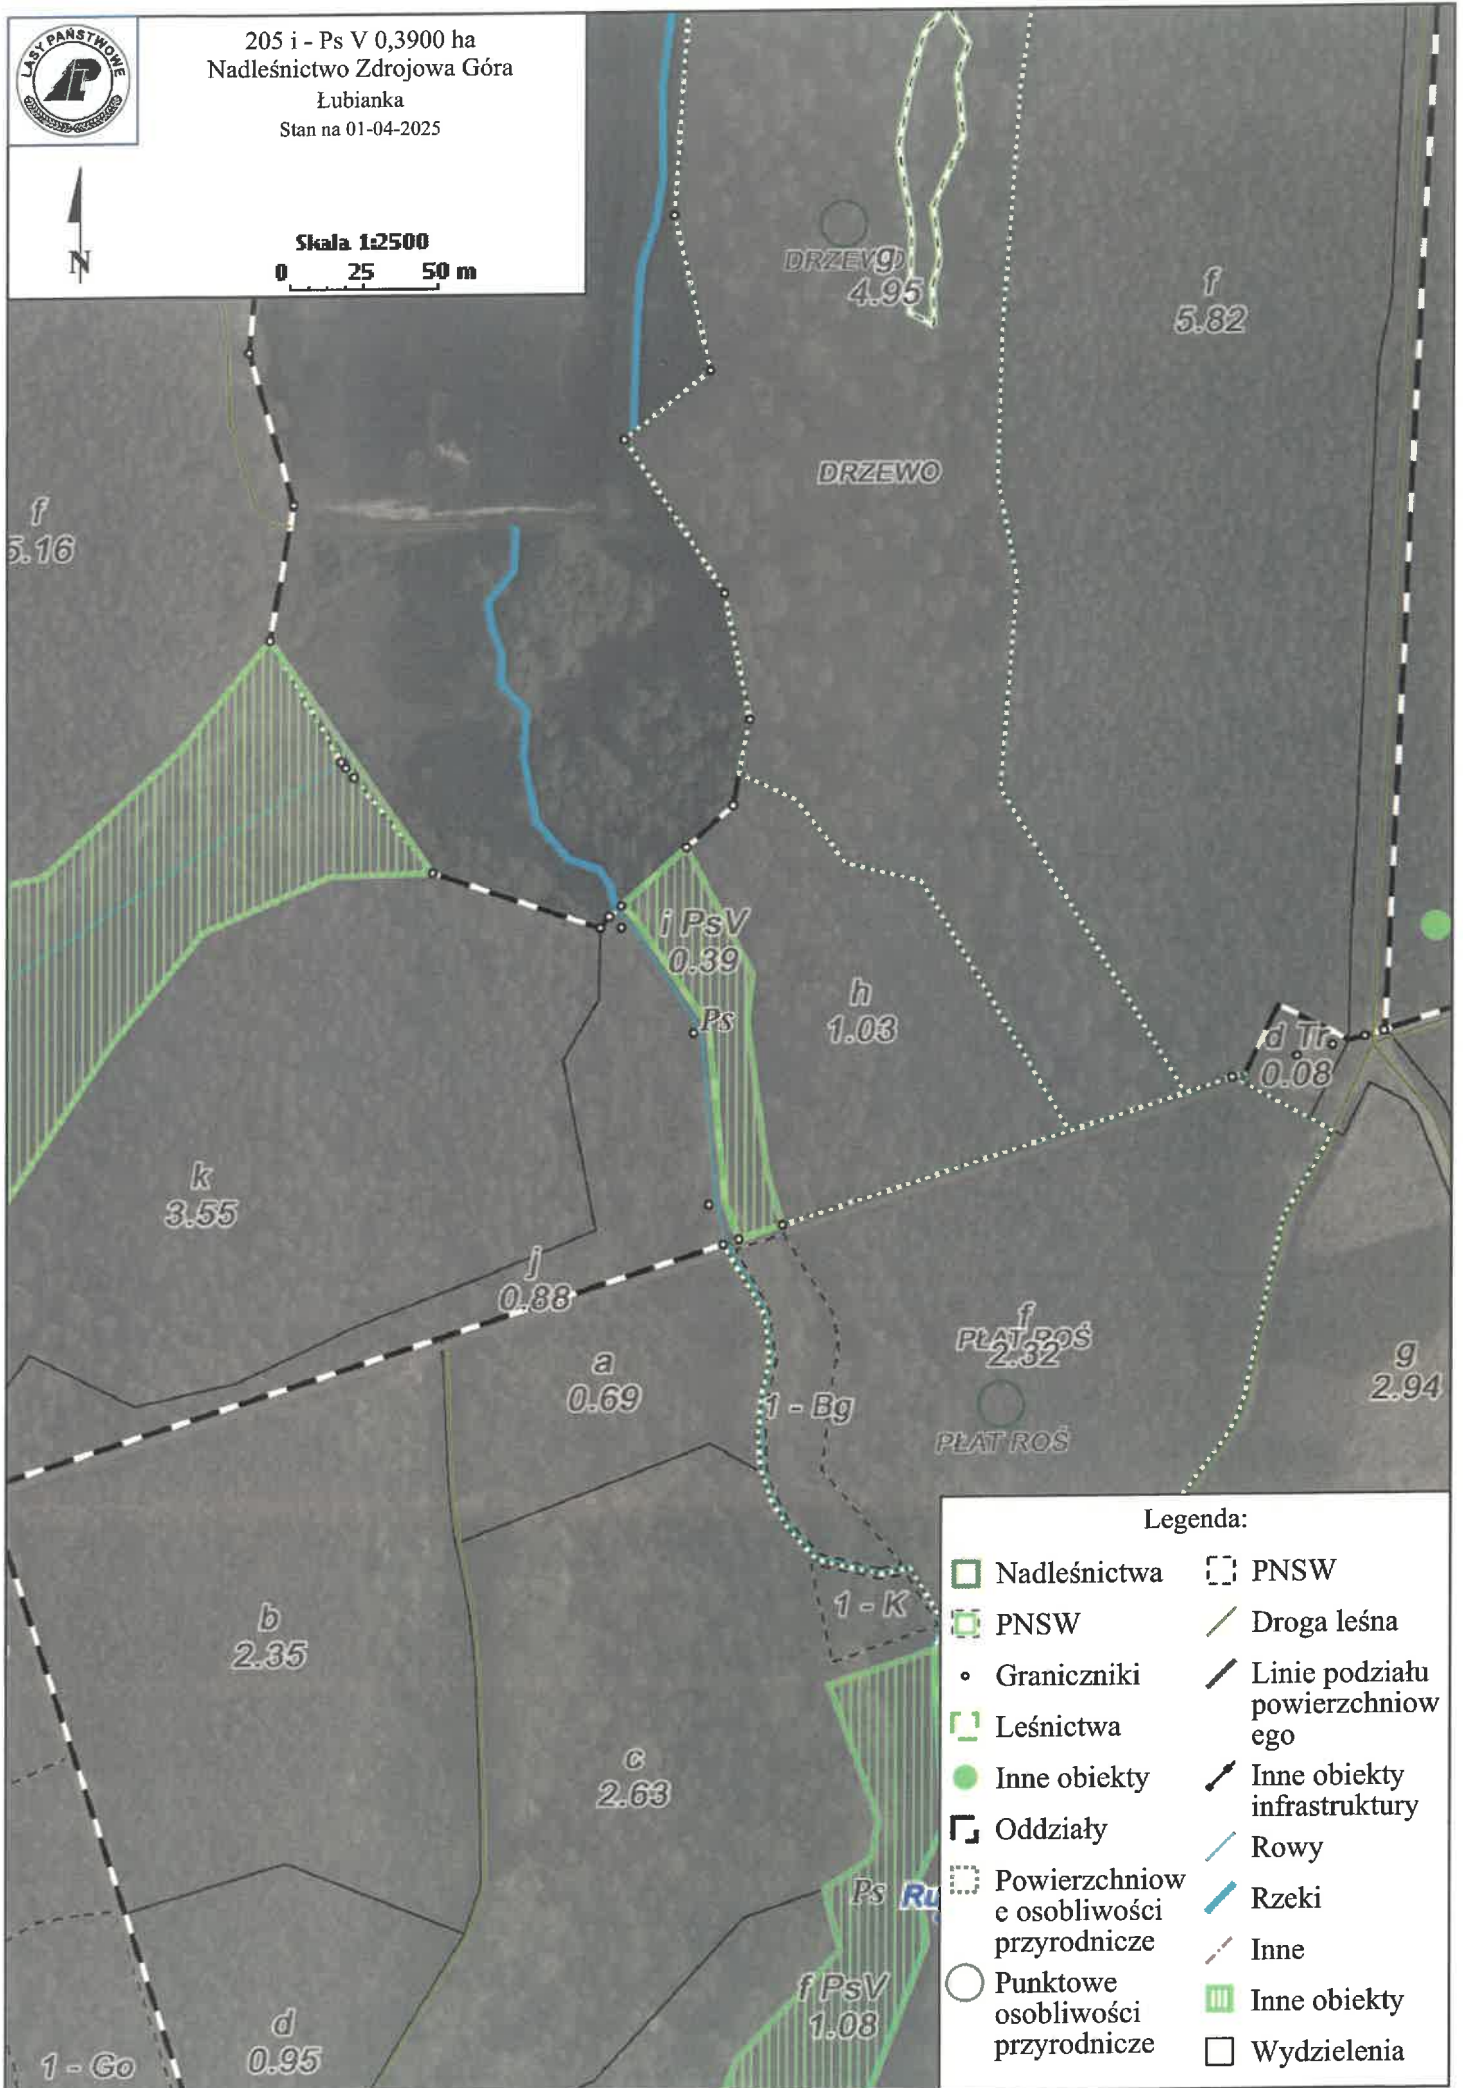 LASY PAŃSTWOWE
205 i - Ps V 0,3900 ha
Nadleśnictwo Zdrojowa Góra
Łubianka
Stan na 01-04-2025
N
Skala 1:2500
0 25 50 m
g
4.95
f
5.82
DRZEWO
f
5.16
i PsV
0.39
Ps
h
1.03
d Tr
0.08
k
3.55
j
0.88
a
0.69
f
2.32
PŁAT ROŚ
PŁAT ROŚ
g
2.94
1 - Bg
1 - K
b
2.35
c
2.63
Ps
f PsV
1.08
d
0.95
1 - Go
Legenda:
Nadleśnictwa
PNSW
Graniczniki
Leśnictwa
Inne obiekty
Oddziały
Powierzchniow
e osobliwości
przyrodnicze
Punktowe
osobliwości
przyrodnicze
PNSW
Droga leśna
Linie podziału
powierzchniow
ego
Inne obiekty
infrastruktury
Rowy
Rzeki
Inne
Inne obiekty
Wydzielenia